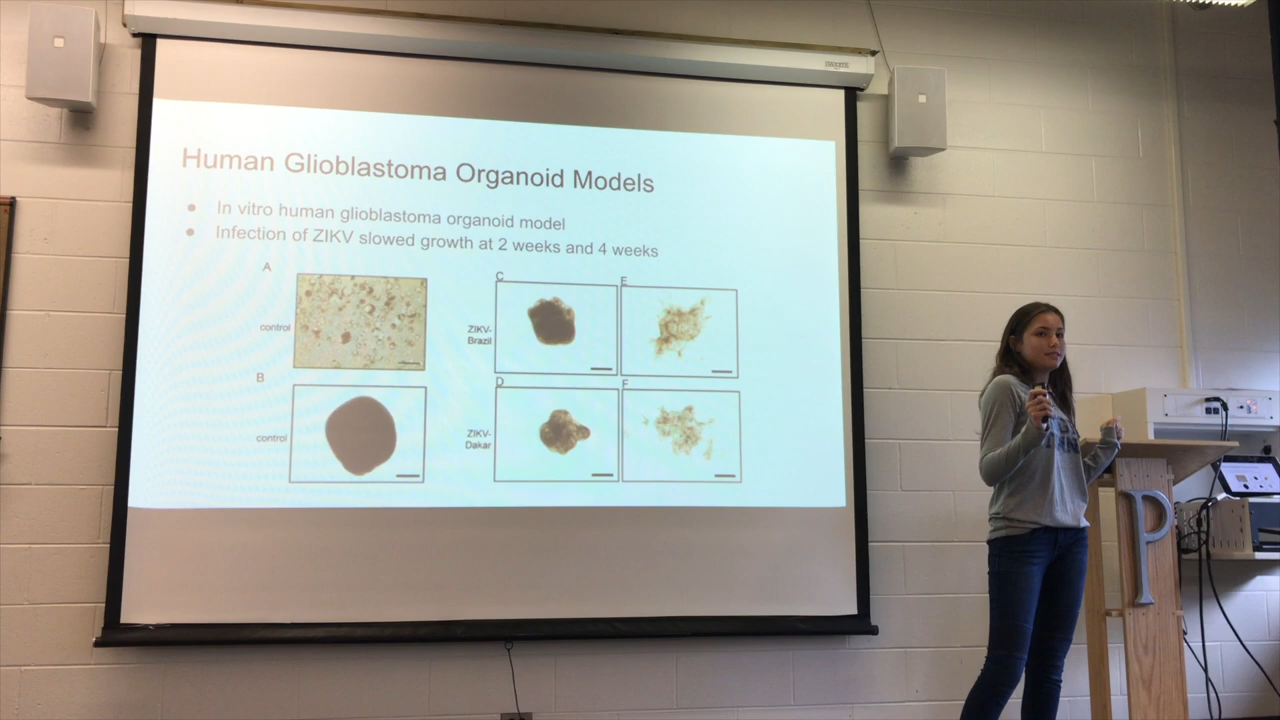 Human Glioblastoma Organoid Models
● In vitro human glioblastoma organoid model
● Infection of ZIKV slowed growth at 2 weeks and 4 weeks
A
control
B
control
C
E
ZIKV-
Brazil
D
F
ZIKV-
Dakar
P